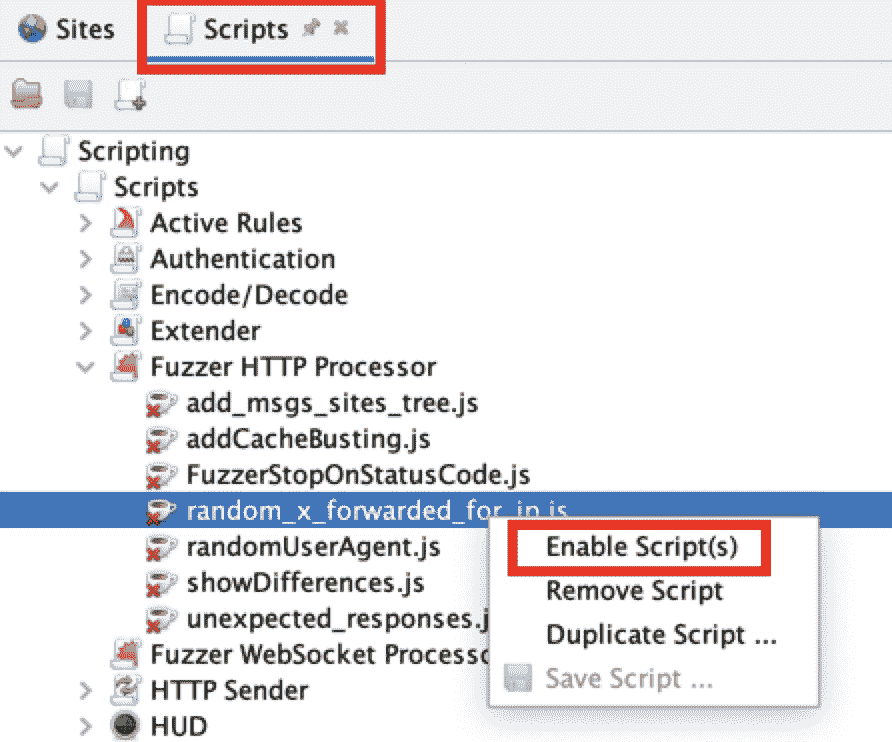 Sites Scripts
Scripting
Scripts
Active Rules
Authentication
Encode/Decode
Extender
Fuzzer HTTP Processor
add_msgs_sites_tree.js
addCacheBusting.js
FuzzerStopOnStatusCode.js
random_x_forwarded_for_ip.js
Enable Script(s)
randomUserAgent.js
Remove Script
showDifferences.js
unexpected_responses.j
Duplicate Script ...
Fuzzer WebSocket Processo
Save Script ...
HTTP Sender
HUD